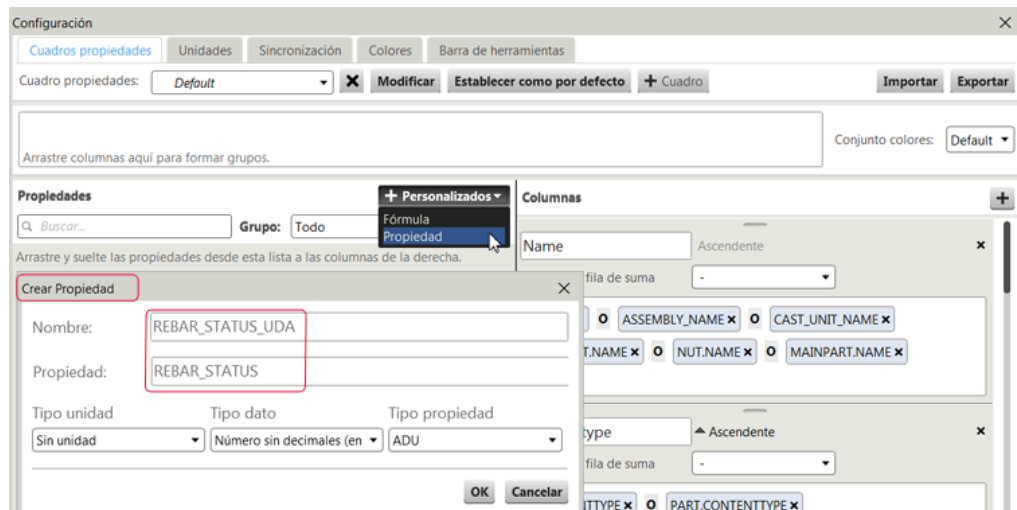 Configuración
Cuadros propiedades Unidades Sincronización Colores Barra de herramientas
Cuadro propiedades: Default Modificar Establecer como por defecto + Cuadro Importar Exportar
Conjunto colores: Default
Arrastre columnas aquí para formar grupos.
Propiedades + Personalizados Columnas +
Buscar... Grupo: Todo Fórmula
Propiedad
Name Ascendente
Arrastre y suelte las propiedades desde esta lista a las columnas de la derecha.
fila de suma -
Crear Propiedad
Nombre: REBAR_STATUS_UDA
O ASSEMBLY_NAME O CAST_UNIT_NAME
T.NAME O NUT.NAME O MAINPART.NAME
Propiedad: REBAR_STATUS
Tipo unidad Tipo dato Tipo propiedad
Sin unidad Número sin decimales (en ADU
type Ascendente
fila de suma -
OK Cancelar
ITTYPE O PART.CONTENTTYPE